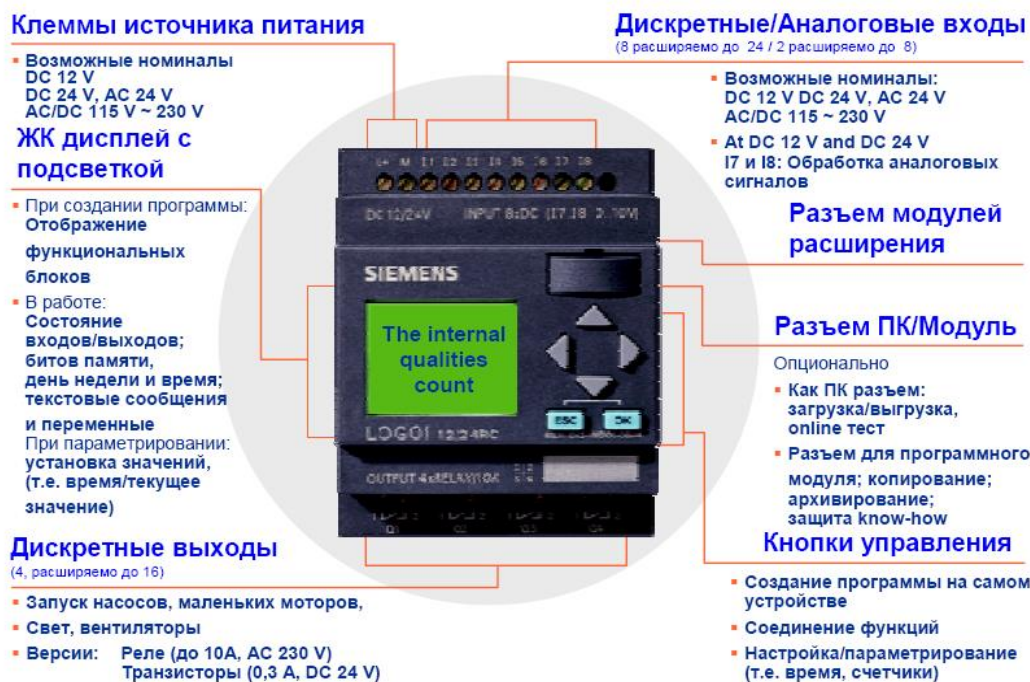 Клеммы источника питания
Возможные номиналы
DC 12 V
DC 24 V, AC 24 V
AC/DC 115 V ~ 230 V
ЖК дисплей с
подсветкой
При создании программы:
Отображение
функциональных
блоков
В работе:
Состояние
входов/выходов;
битов памяти,
день недели и время;
текстовые сообщения
и переменные
При параметрировании:
установка значений,
(т.е. время/текущее
значение)
Дискретные выходы
(4, расширяемо до 16)
Запуск насосов, маленьких моторов,
Свет, вентиляторы
Версии: Реле (до 10А, AC 230 V)
Транзисторы (0,3 А, DC 24 V)
L+ M I1 I2 I3 I4 I5 I6 I7 I8
DC 12/24V INPUT 8xDC (I7,I8 0..10V)
SIEMENS
The internal
qualities
count
ESC OK
LOGO! 12/24RC
OUTPUT 4xRELAY/10A
Q1 Q2 Q3 Q4
Дискретные/Аналоговые входы
(8 расширяемо до 24 / 2 расширяемо до 8)
Возможные номиналы:
DC 12 V DC 24 V, AC 24 V
AC/DC 115 ~ 230 V
At DC 12 V and DC 24 V
I7 и I8: Обработка аналоговых
сигналов
Разъем модулей
расширения
Разъем ПК/Модуль
Опционально
Как ПК разъем:
загрузка/выгрузка,
online тест
Разъем для программного
модуля; копирование;
архивирование;
защита know-how
Кнопки управления
Создание программы на самом
устройстве
Соединение функций
Настройка/параметрирование
(т.е. время, счетчики)